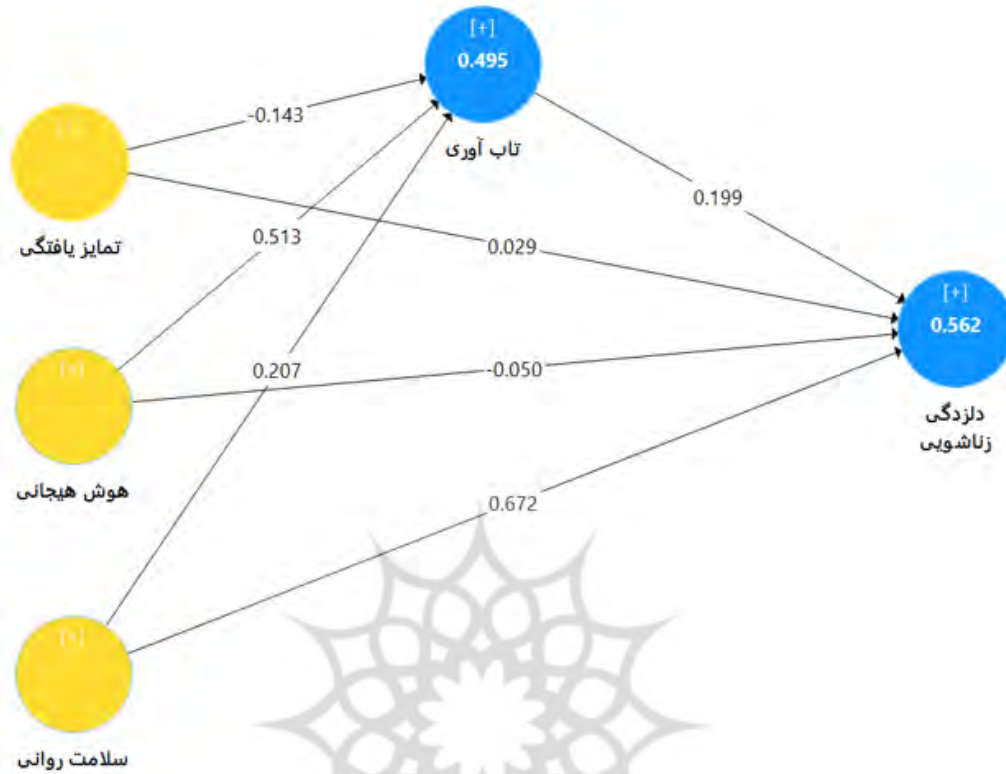 [+]
0.495
تاب آوری
-0.143
0.199
[+]
تمایز یافتگی
0.513
0.029
[+]
0.562
دلزدگی
زناشویی
[+]
0.207
-0.050
هوش هیجانی
0.672
[+]
سلامت روانی